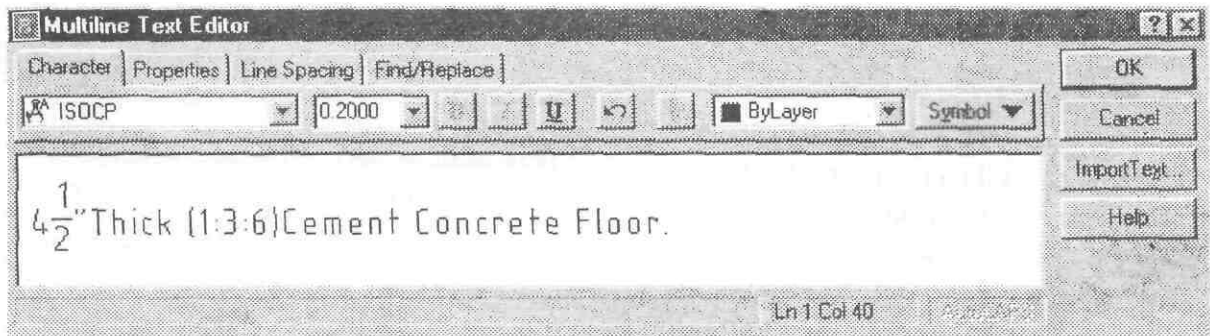 Multiline Text Editor
Character Properties Line Spacing Find/Replace
ISOCP 0.2000 B I U ByLayer Symbol
OK
Cancel
ImportText...
Help
4 1/2"Thick (1:3:6)Cement Concrete Floor.
Ln 1 Col 40 AutoCAPS